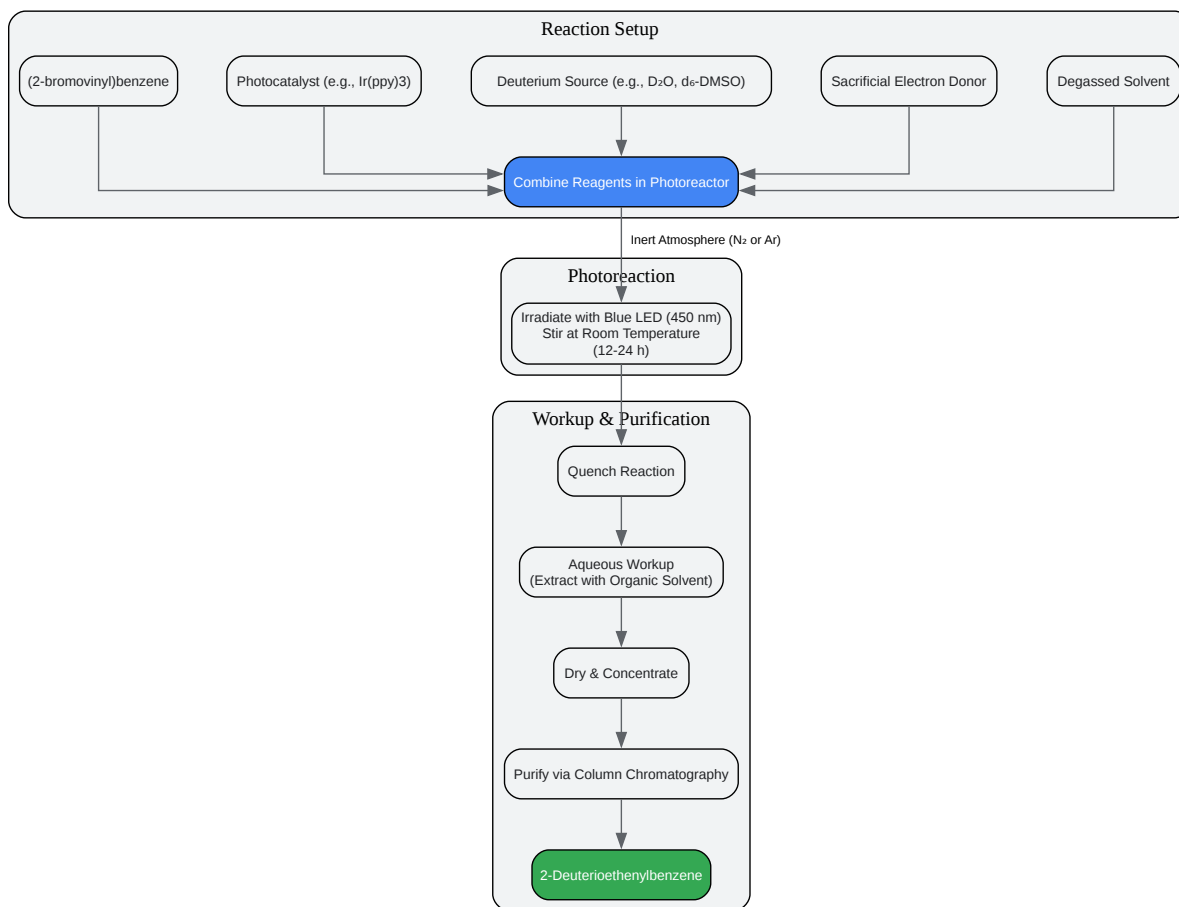 Reaction Setup
(2-bromovinyl)benzene
Photocatalyst (e.g., Ir(ppy)3)
Deuterium Source (e.g., D₂O, d₆-DMSO)
Sacrificial Electron Donor
Degassed Solvent
Combine Reagents in Photoreactor
Inert Atmosphere (N₂ or Ar)
Photoreaction
Irradiate with Blue LED (450 nm)
Stir at Room Temperature
(12-24 h)
Workup & Purification
Quench Reaction
Aqueous Workup
(Extract with Organic Solvent)
Dry & Concentrate
Purify via Column Chromatography
2-Deuterioethenylbenzene